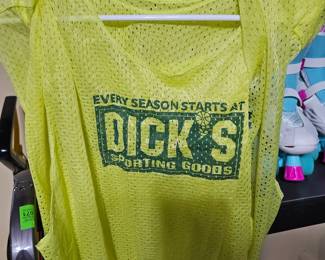 EVERY SEASON STARTS AT
DICK'S
SPORTING GOODS